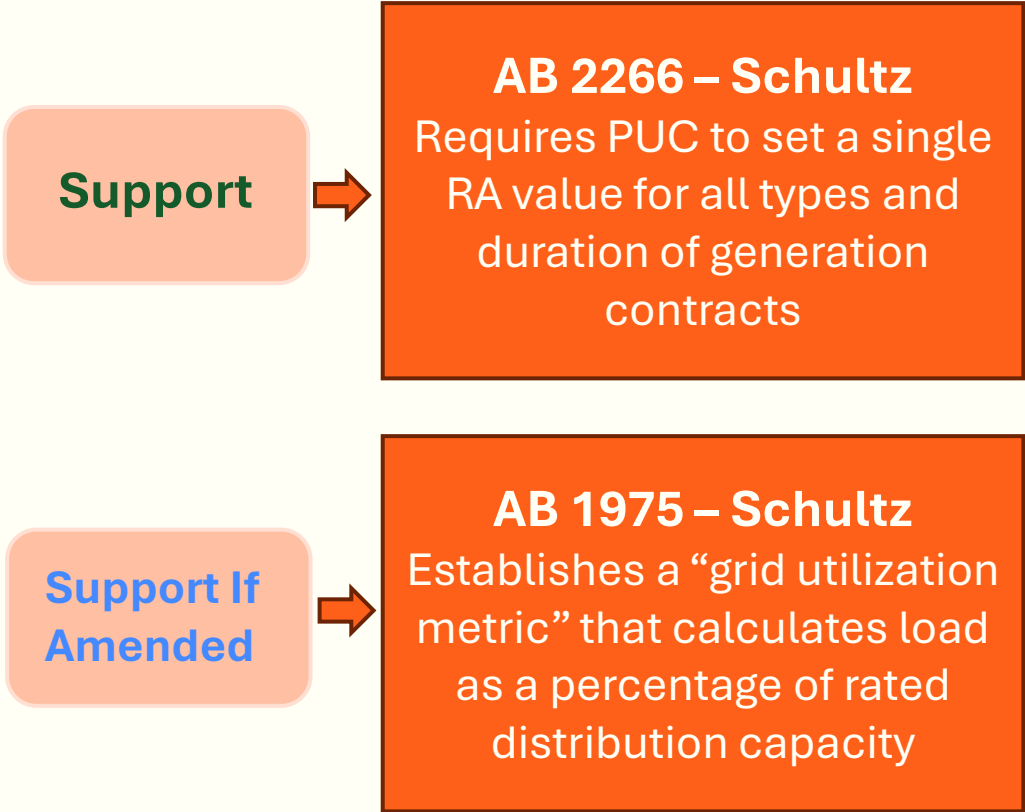 Support
AB 2266 – Schultz
Requires PUC to set a single
RA value for all types and
duration of generation
contracts
Support If
Amended
AB 1975 – Schultz
Establishes a “grid utilization
metric” that calculates load
as a percentage of rated
distribution capacity